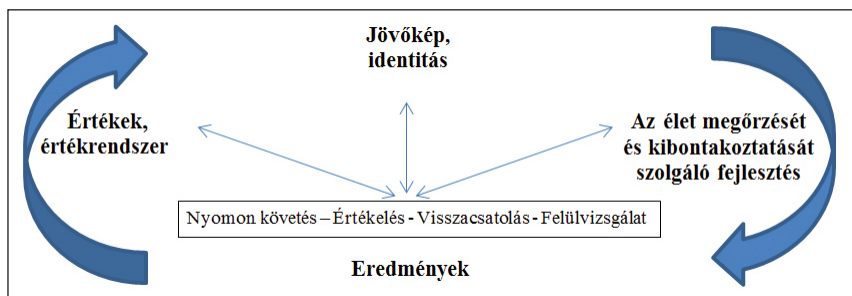 Jövőkép,
identitás
Értékek,
értékrendszer
Az élet megőrzését
és kibontakoztatását
szolgáló fejlesztés
Nyomon követés – Értékelés - Visszacsatolás - Felülvizsgálat
Eredmények